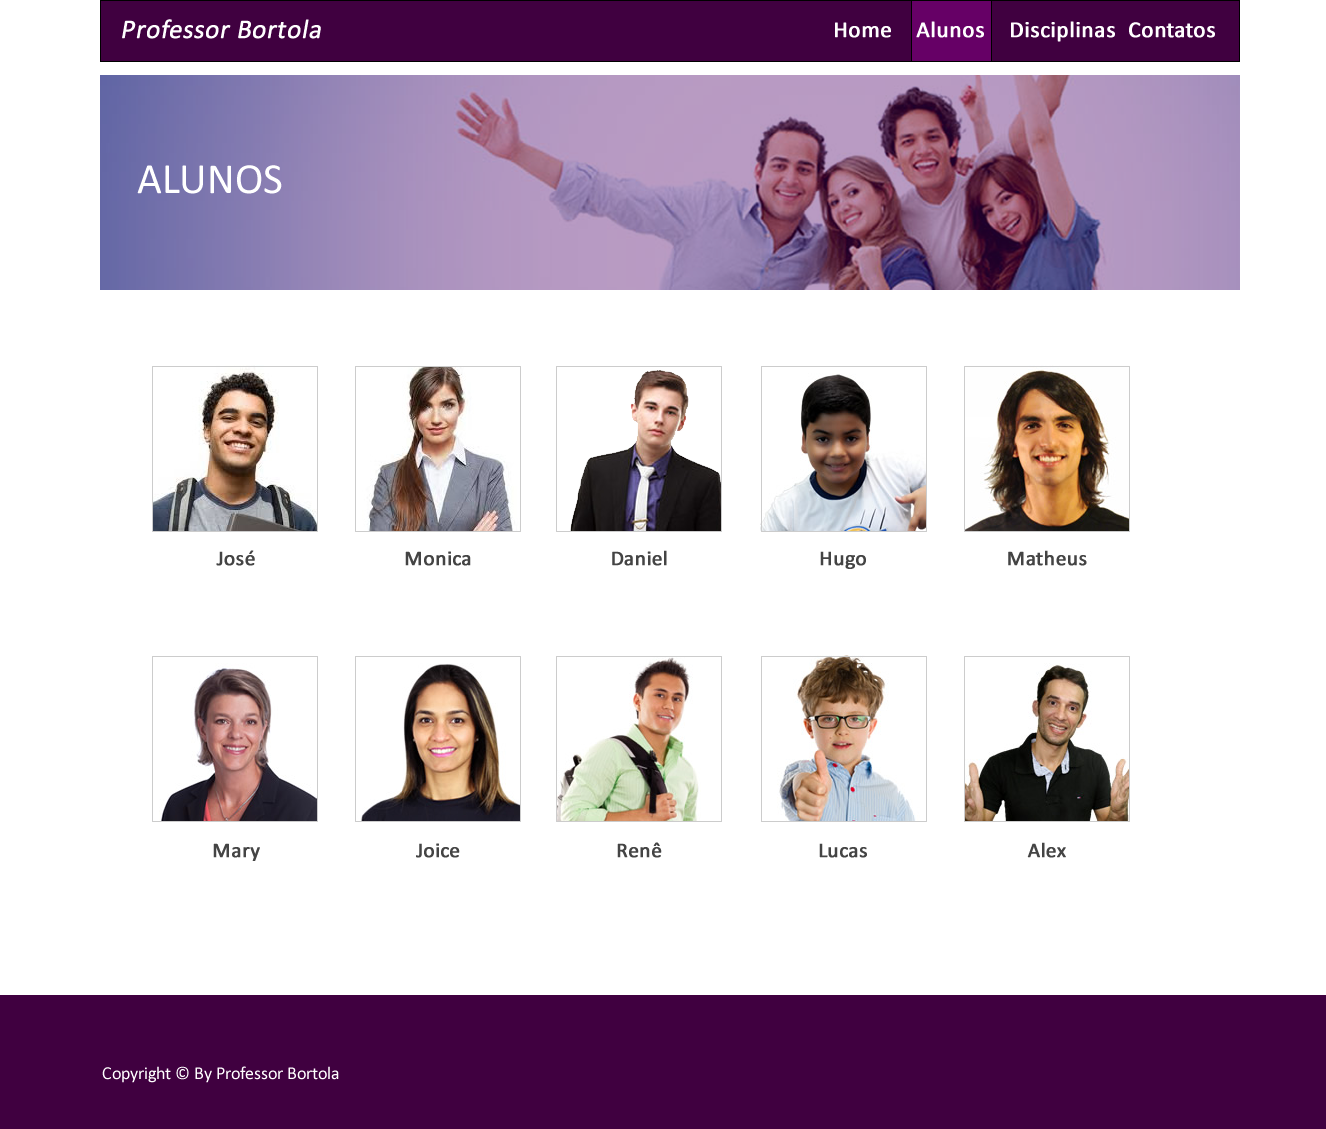 Professor Bortola
Home Alunos Disciplinas Contatos
ALUNOS
José Monica Daniel Hugo Matheus
Mary Joice Renê Lucas Alex
Copyright © By Professor Bortola